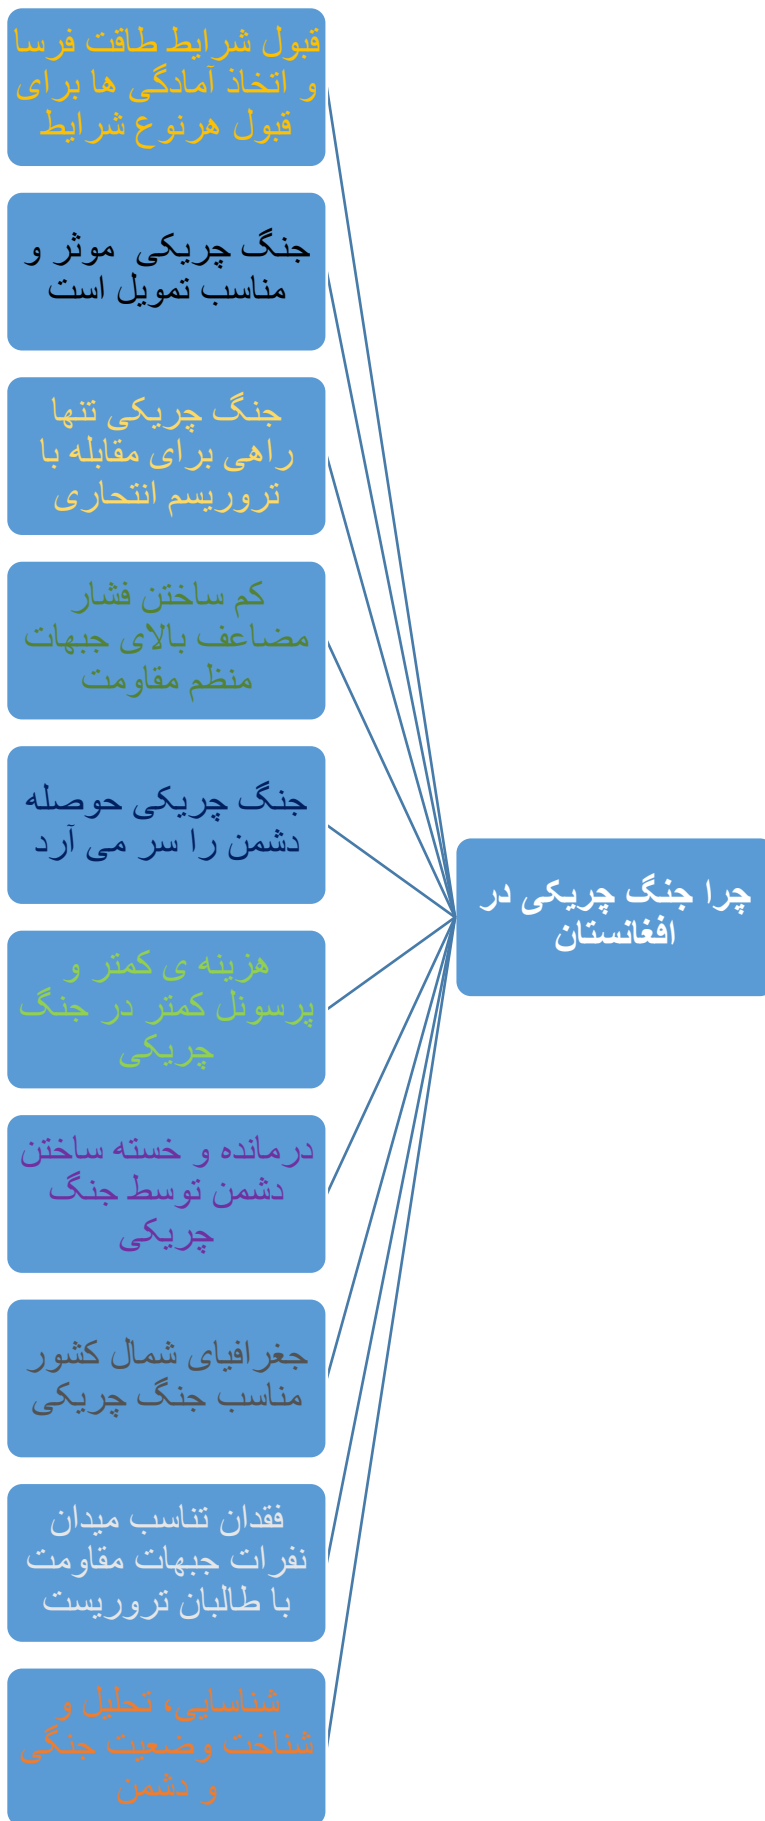 چرا جنگ چریکی در
افغانستان
قبول شرایط طاقت فرسا
و اتخاذ آمادگی ها برای
قبول هرنوع شرایط
جنگ چریکی موثر و
مناسب تمویل است
جنگ چریکی تنها
راهی برای مقابله با
تروریسم انتحاری
کم ساختن فشار
مضاعف بالای جبهات
منظم مقاومت
جنگ چریکی حوصله
دشمن را سر می آرد
هزینه ی کمتر و
پرسونل کمتر در جنگ
چریکی
درمانده و خسته ساختن
دشمن توسط جنگ
چریکی
جغرافیای شمال کشور
مناسب جنگ چریکی
فقدان تناسب میدان
نفرات جبهات مقاومت
با طالبان تروریست
شناسایی، تحلیل و
شناخت وضعیت جنگی
و دشمن